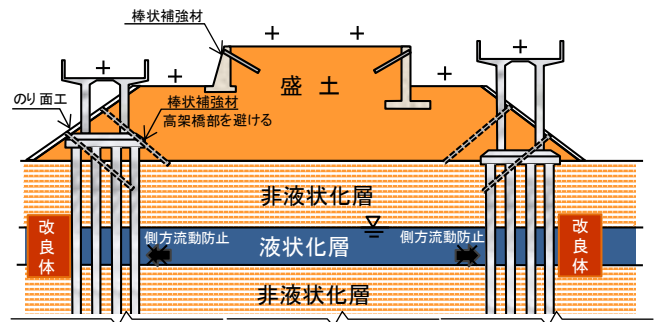 棒状補強材
のり面工
棒状補強材
高架橋部を避ける
盛土
非液状化層
改良体
側方流動防止
液状化層
側方流動防止
改良体
非液状化層